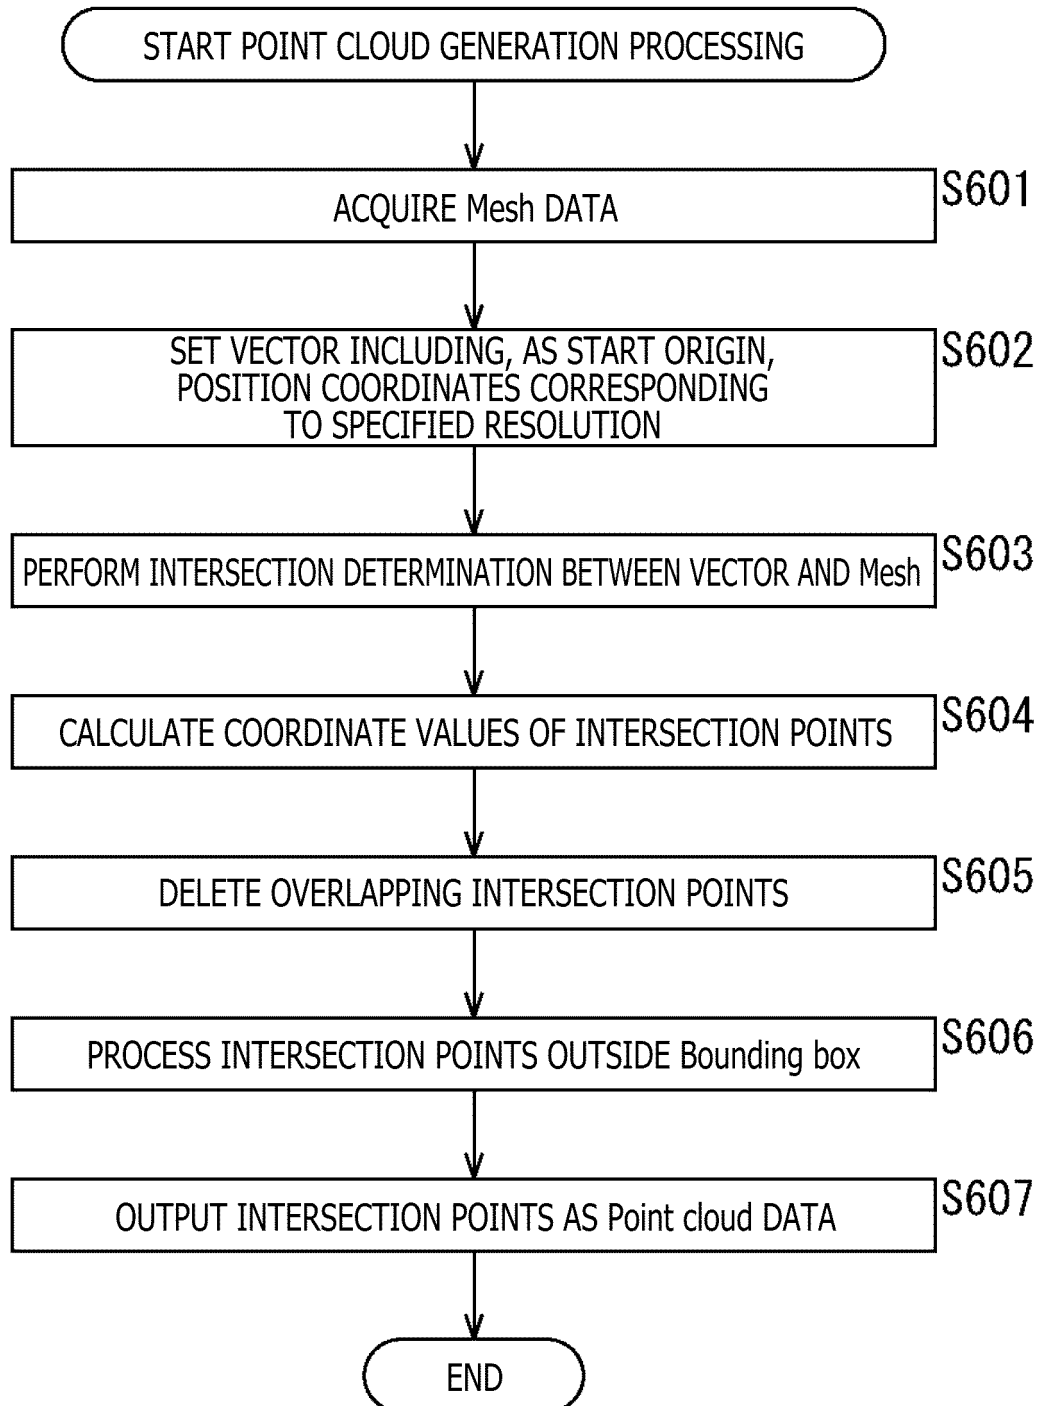 START POINT CLOUD GENERATION PROCESSING
ACQUIRE Mesh DATA
S601
SET VECTOR INCLUDING, AS START ORIGIN,
POSITION COORDINATES CORRESPONDING
TO SPECIFIED RESOLUTION
S602
PERFORM INTERSECTION DETERMINATION BETWEEN VECTOR AND Mesh
S603
CALCULATE COORDINATE VALUES OF INTERSECTION POINTS
S604
DELETE OVERLAPPING INTERSECTION POINTS
S605
PROCESS INTERSECTION POINTS OUTSIDE Bounding box
S606
OUTPUT INTERSECTION POINTS AS Point cloud DATA
S607
END